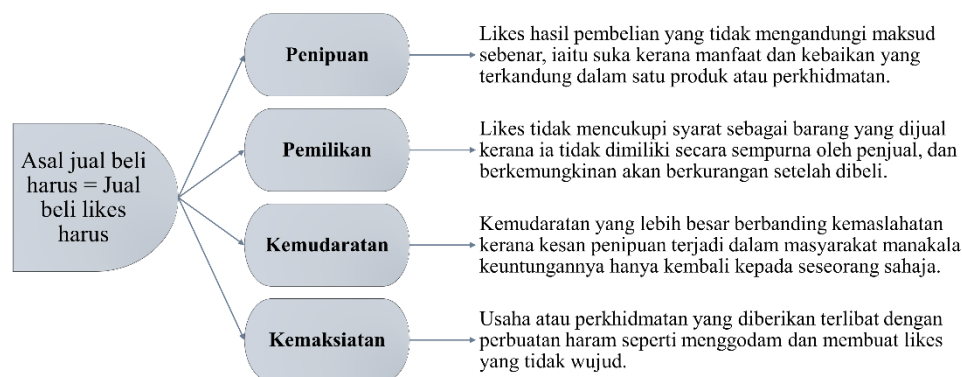 Asal jual beli
harus = Jual
beli likes
harus
Penipuan
Likes hasil pembelian yang tidak mengandungi maksud
sebenar, iaitu suka kerana manfaat dan kebaikan yang
terkandung dalam satu produk atau perkhidmatan.
Pemilikan
Likes tidak mencukupi syarat sebagai barang yang dijual
kerana ia tidak dimiliki secara sempurna oleh penjual, dan
berkemungkinan akan berkurangan setelah dibeli.
Kemudaratan
Kemudaratan yang lebih besar berbanding kemaslahatan
kerana kesan penipuan terjadi dalam masyarakat manakala
keuntungannya hanya kembali kepada seseorang sahaja.
Kemaksiatan
Usaha atau perkhidmatan yang diberikan terlibat dengan
perbuatan haram seperti menggodam dan membuat likes
yang tidak wujud.